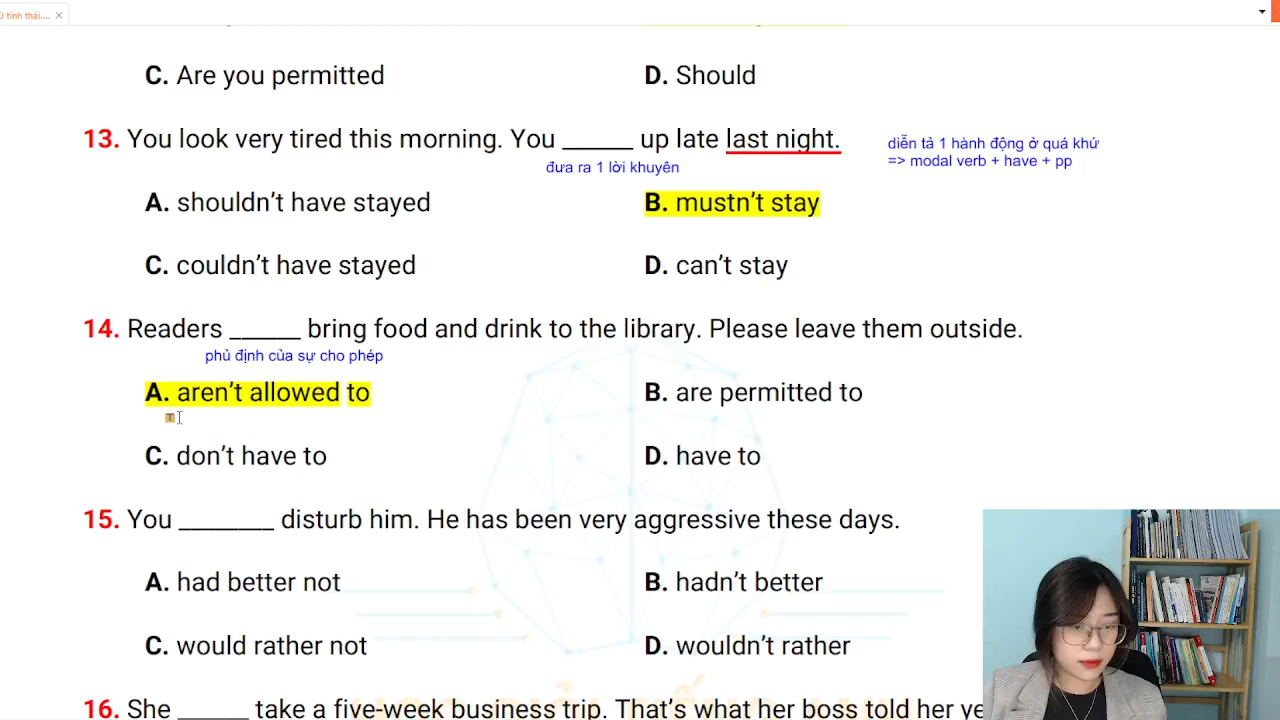 ừ tình thái....
C. Are you permitted
D. Should
13. You look very tired this morning. You ______ up late last night.
diễn tả 1 hành động ở quá khứ
=> modal verb + have + pp
đưa ra 1 lời khuyên
A. shouldn't have stayed
B. mustn't stay
C. couldn't have stayed
D. can't stay
14. Readers ______ bring food and drink to the library. Please leave them outside.
phủ định của sự cho phép
A. aren't allowed to
B. are permitted to
C. don't have to
D. have to
15. You ________ disturb him. He has been very aggressive these days.
A. had better not
B. hadn't better
C. would rather not
D. wouldn't rather
16. She ______ take a five-week business trip. That's what her boss told her ye